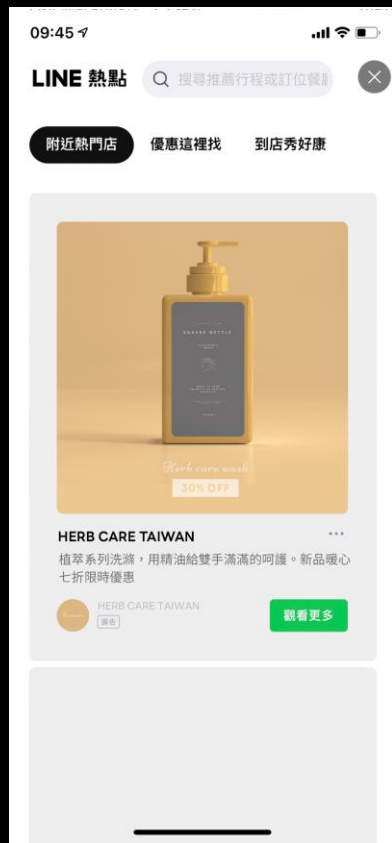 09:45
LINE 熱點
搜尋推薦行程或訂位餐廳
附近熱門店
優惠這裡找
到店秀好康
SQUARE BOTTLE
Herb care wash
30% OFF
HERB CARE TAIWAN
植萃系列洗滌，用精油給雙手滿滿的呵護。新品暖心
七折限時優惠
HERB CARE TAIWAN
廣告
觀看更多